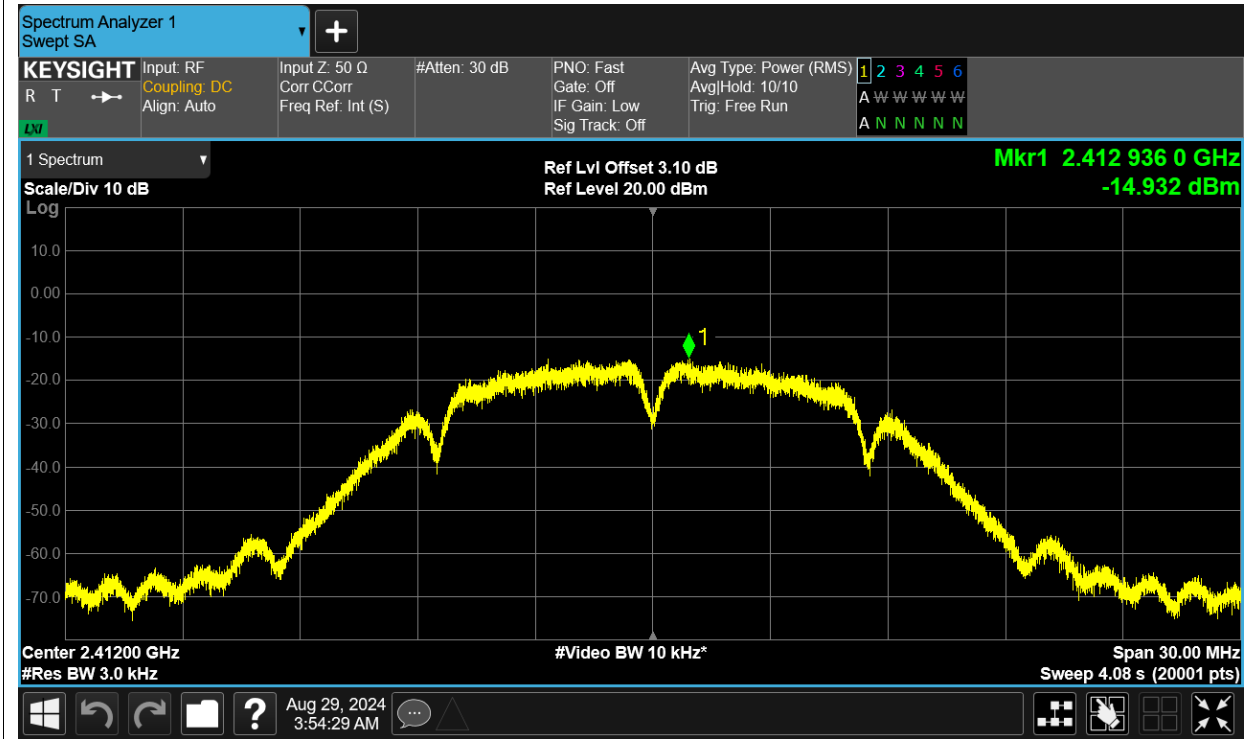 Spectrum Analyzer 1
Swept SA
▼
+
KEYSIGHT
R T
LXI
Input: RF
Coupling: DC
Align: Auto
Input Z: 50 Ω
Corr CCorr
Freq Ref: Int (S)
#Atten: 30 dB
PNO: Fast
Gate: Off
IF Gain: Low
Sig Track: Off
Avg Type: Power (RMS)
Avg|Hold: 10/10
Trig: Free Run
1 2 3 4 5 6
A W W W W W
A N N N N N
1 Spectrum ▼
Scale/Div 10 dB
Log
Ref Lvl Offset 3.10 dB
Ref Level 20.00 dBm
Mkr1 2.412 936 0 GHz
-14.932 dBm
10.0
0.00
-10.0
-20.0
-30.0
-40.0
-50.0
-60.0
-70.0
1
Center 2.41200 GHz
#Res BW 3.0 kHz
#Video BW 10 kHz*
Span 30.00 MHz
Sweep 4.08 s (20001 pts)
?
Aug 29, 2024
3:54:29 AM